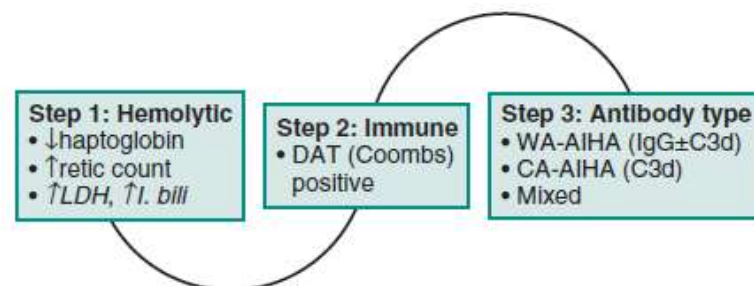 Step 1: Hemolytic
• ↓haptoglobin
• ↑retic count
• ↑LDH, ↑I. bili
Step 2: Immune
• DAT (Coombs)
positive
Step 3: Antibody type
• WA-AIHA (IgG±C3d)
• CA-AIHA (C3d)
• Mixed